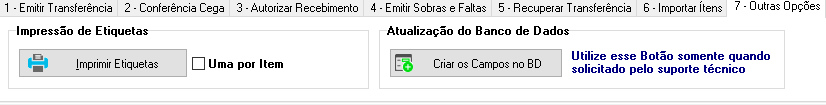 1 - Emitir Transferência 2 - Conferência Cega 3 - Autorizar Recebimento 4 - Emitir Sobras e Faltas 5 - Recuperar Transferência 6 - Importar Ítens 7 - Outras Opções
Impressão de Etiquetas
Imprimir Etiquetas
Uma por Item
Atualização do Banco de Dados
Criar os Campos no BD
Utilize esse Botão somente quando
solicitado pelo suporte técnico